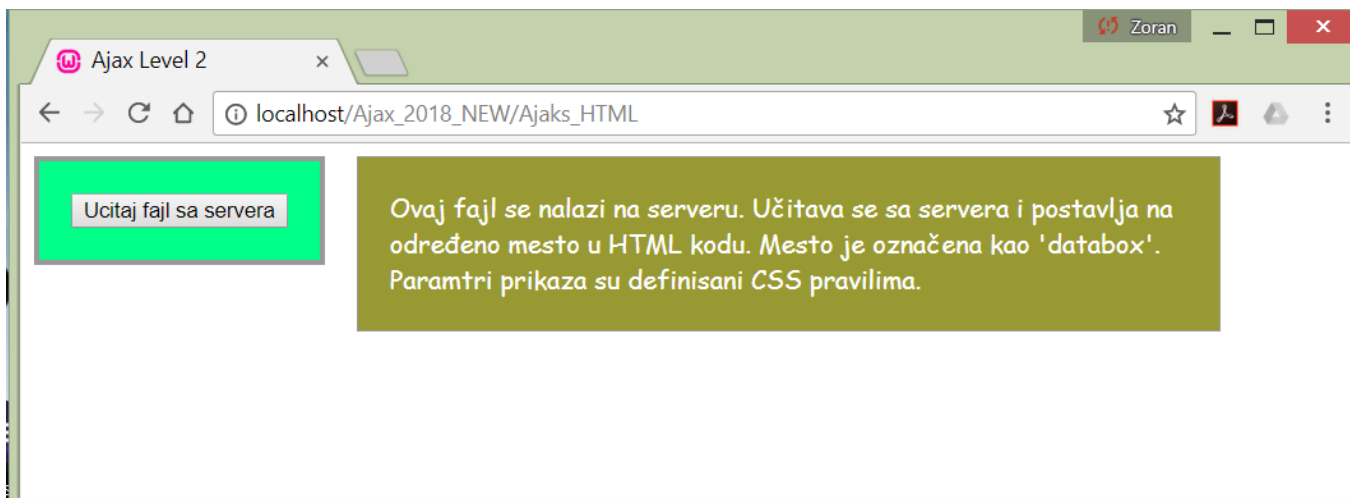 Zoran
Ajax Level 2
localhost/Ajax_2018_NEW/Ajaks_HTML
Ucitaj fajl sa servera
Ovaj fajl se nalazi na serveru. Učitava se sa servera i postavlja na
određeno mesto u HTML kodu. Mesto je označena kao 'databox'.
Paramtri prikaza su definisani CSS pravilima.